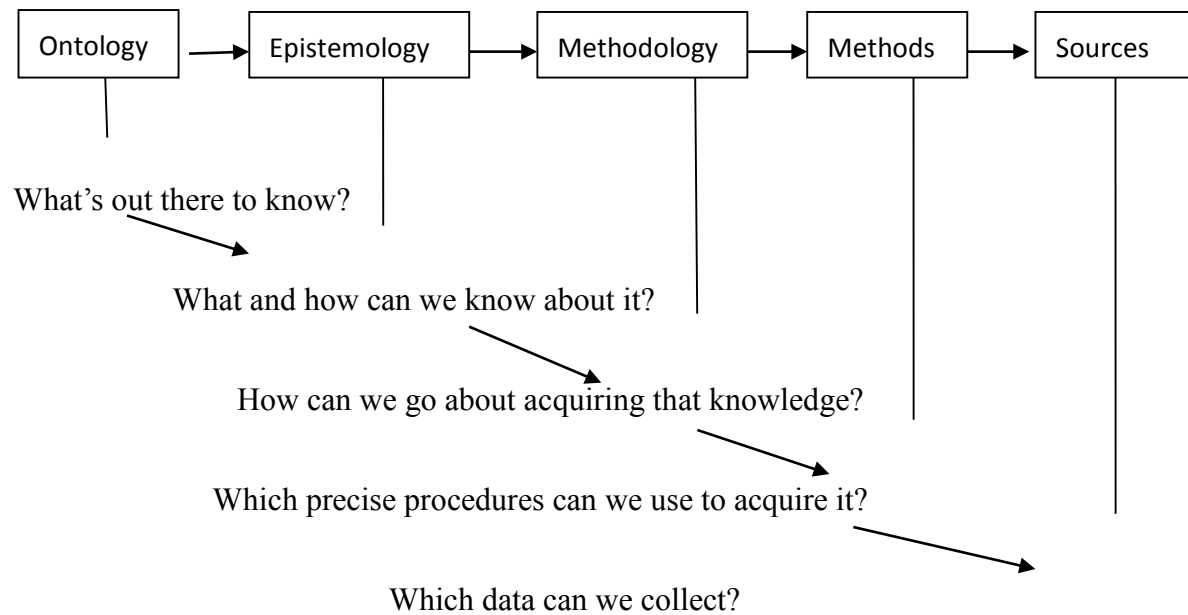 Ontology Epistemology Methodology Methods Sources
What’s out there to know?
What and how can we know about it?
How can we go about acquiring that knowledge?
Which precise procedures can we use to acquire it?
Which data can we collect?